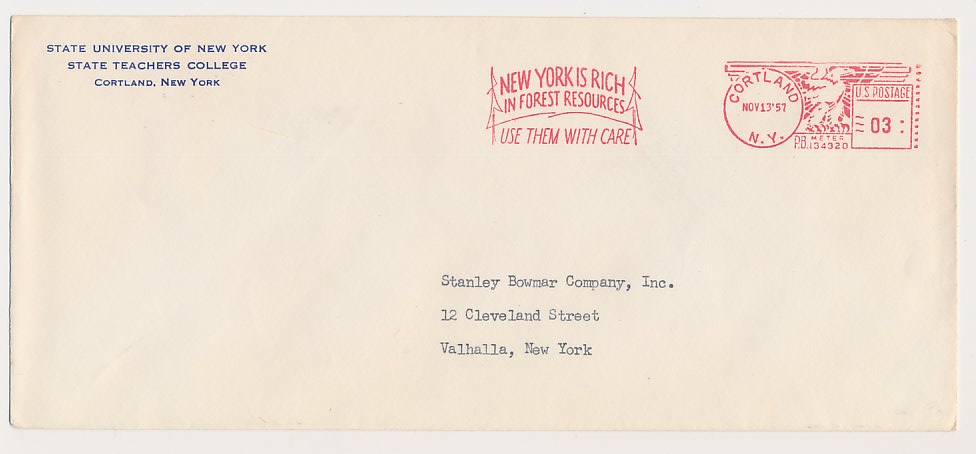 STATE UNIVERSITY OF NEW YORK
STATE TEACHERS COLLEGE
CORTLAND, NEW YORK
NEW YORK IS RICH
IN FOREST RESOURCES
USE THEM WITH CARE
CORTLAND
NOV 13 '57
N.Y.
U.S. POSTAGE
03
P.B. METER
134320
Stanley Bowmar Company, Inc.
12 Cleveland Street
Valhalla, New York